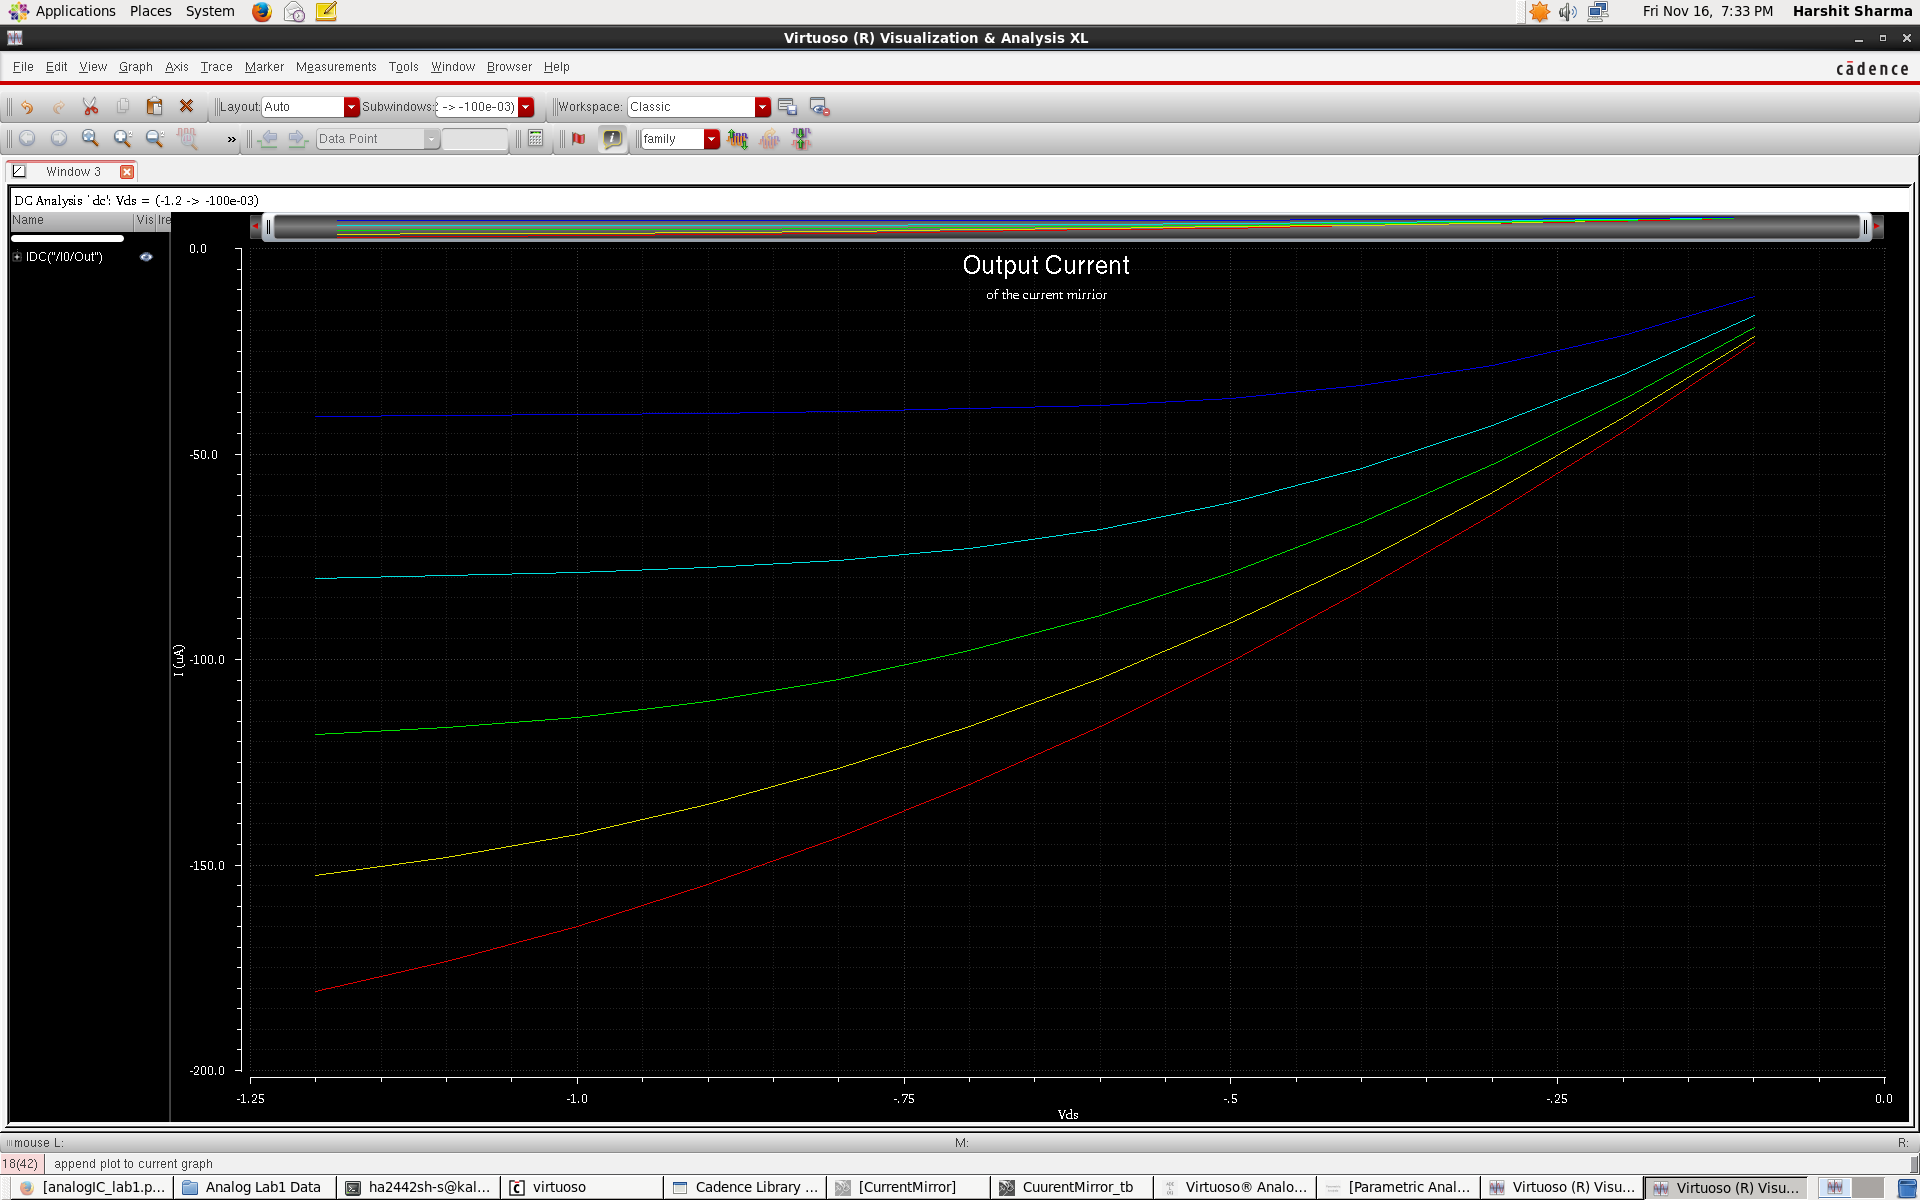 Applications Places System Fri Nov 16, 7:33 PM Harshit Sharma
Virtuoso (R) Visualization & Analysis XL
File Edit View Graph Axis Trace Marker Measurements Tools Window Browser Help cādence
Layout: Auto Subwindows: -> -100e-03) Workspace: Classic
» Data Point family
Window 3
DC Analysis `dc': Vds = (-1.2 -> -100e-03)
Name Vis Ire
IDC("/I0/Out")
Output Current
of the current mirrior
0.0
-50.0
-100.0
-150.0
-200.0
I (uA)
-1.25 -1.0 -.75 -.5 -.25 0.0
Vds
mouse L: M: R:
18(42) append plot to current graph
[analogIC_lab1.p... Analog Lab1 Data ha2442sh-s@kal... virtuoso Cadence Library ... [CurrentMirror] CuurentMirror_tb Virtuoso® Analo... [Parametric Anal... Virtuoso (R) Visu... Virtuoso (R) Visu...